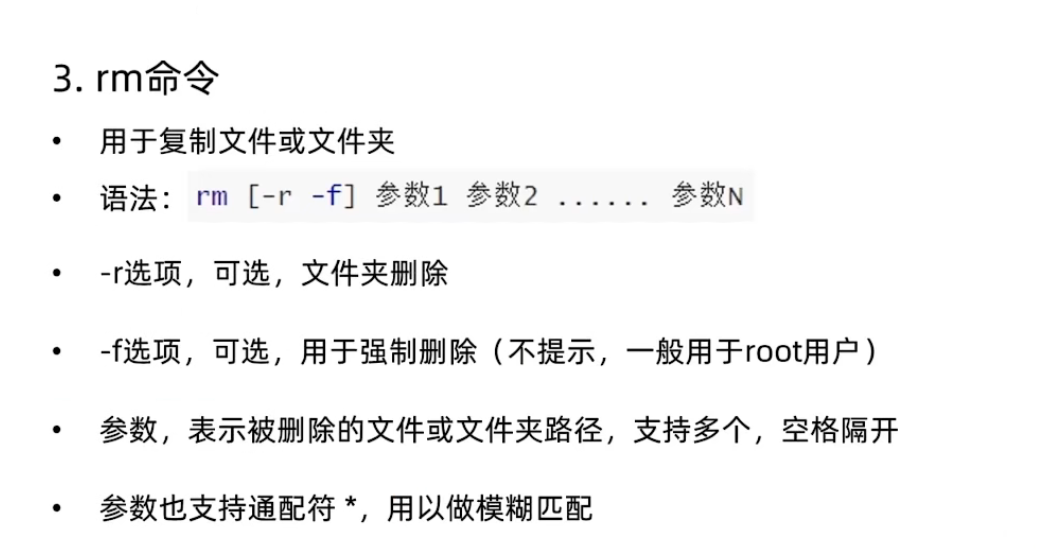 3. rm命令
• 用于复制文件或文件夹
• 语法： rm [-r -f] 参数1 参数2 ...... 参数N
• -r选项，可选，文件夹删除
• -f选项，可选，用于强制删除（不提示，一般用于root用户）
• 参数，表示被删除的文件或文件夹路径，支持多个，空格隔开
• 参数也支持通配符 *，用以做模糊匹配